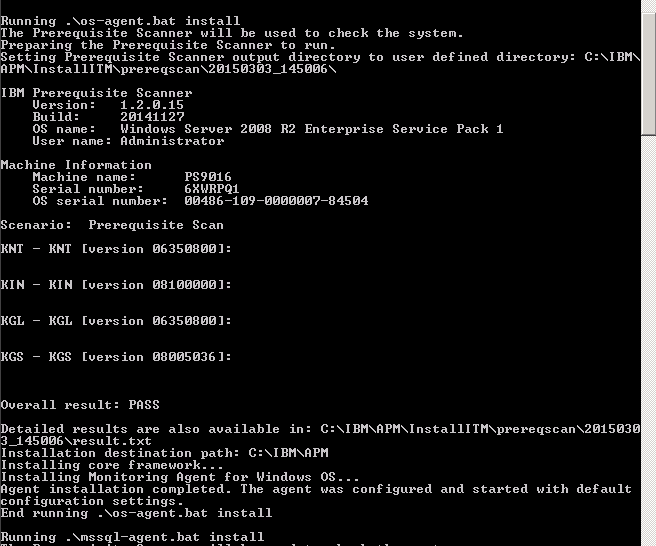 Running .\os-agent.bat install
The Prerequisite Scanner will be used to check the system.
Preparing the Prerequisite Scanner to run.
Setting Prerequisite Scanner output directory to user defined directory: C:\IBM\
APM\InstallITM\prereqscan\20150303_145006\
IBM Prerequisite Scanner
Version: 1.2.0.15
Build: 20141127
OS name: Windows Server 2008 R2 Enterprise Service Pack 1
User name: Administrator
Machine Information
Machine name: PS9016
Serial number: 6XWRPQ1
OS serial number: 00486-109-0000007-84504
Scenario: Prerequisite Scan
KNT - KNT [version 06350800]:
KIN - KIN [version 08100000]:
KGL - KGL [version 06350800]:
KGS - KGS [version 08005036]:
Overall result: PASS
Detailed results are also available in: C:\IBM\APM\InstallITM\prereqscan\2015030
3_145006\result.txt
Installation destination path: C:\IBM\APM
Installing core framework...
Installing Monitoring Agent for Windows OS...
Agent installation completed. The agent was configured and started with default
configuration settings.
End running .\os-agent.bat install
Running .\mssql-agent.bat install